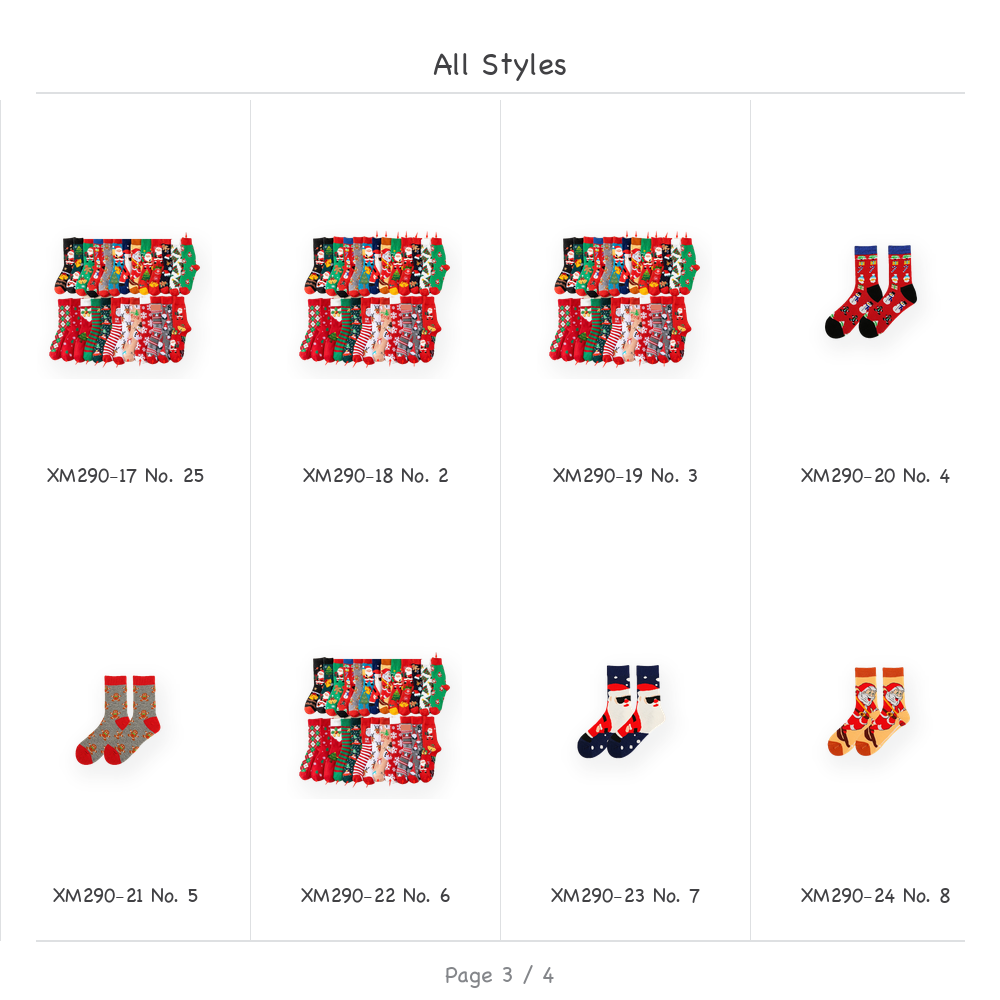 All Styles
XM290-17 No. 25
XM290-18 No. 2
XM290-19 No. 3
XM290-20 No. 4
XM290-21 No. 5
XM290-22 No. 6
XM290-23 No. 7
XM290-24 No. 8
Page 3 / 4